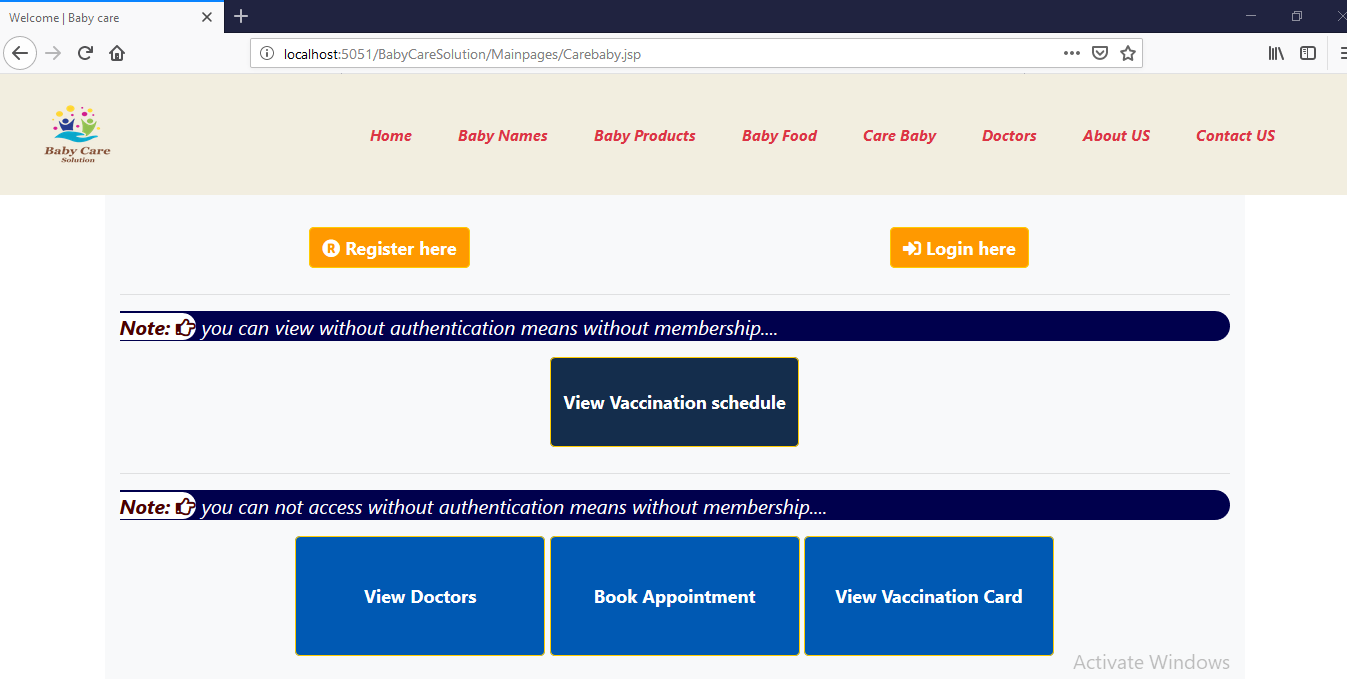 Welcome | Baby care
localhost:5051/BabyCareSolution/Mainpages/Carebaby.jsp
Baby Care
Solution
Home Baby Names Baby Products Baby Food Care Baby Doctors About US Contact US
R Register here Login here
Note: you can view without authentication means without membership....
View Vaccination schedule
Note: you can not access without authentication means without membership....
View Doctors Book Appointment View Vaccination Card
Activate Windows